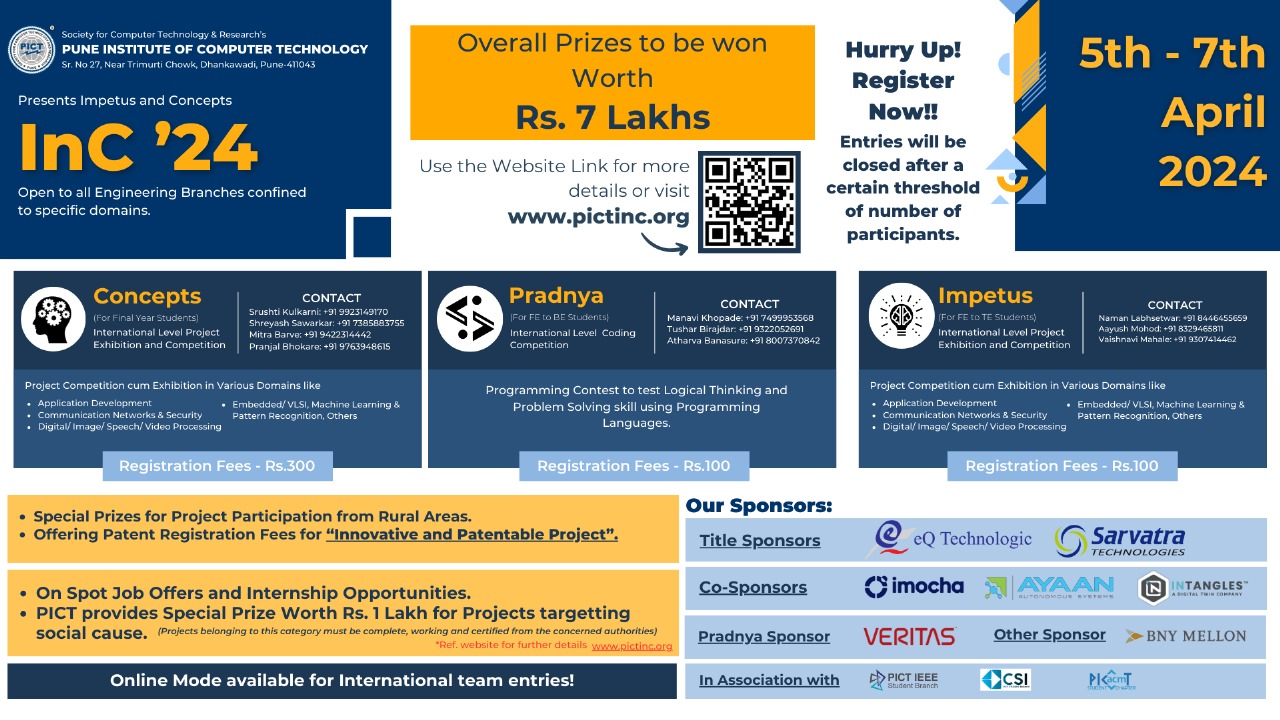 Society for Computer Technology & Research's
PUNE INSTITUTE OF COMPUTER TECHNOLOGY
Sr. No 27, Near Trimurti Chowk, Dhankawadi, Pune-411043
PICT
Presents Impetus and Concepts
InC ’24
Open to all Engineering Branches confined
to specific domains.
Overall Prizes to be won
Worth
Rs. 7 Lakhs
Use the Website Link for more
details or visit
www.pictinc.org
Hurry Up!
Register
Now!!
Entries will be
closed after a
certain threshold
of number of
participants.
5th - 7th
April
2024
Concepts
(For Final Year Students)
International Level Project
Exhibition and Competition
CONTACT
Srushti Kulkarni: +91 9923149170
Shreyash Sawarkar: +91 7385883755
Mitra Barve: +91 9422314442
Pranjal Bhokare: +91 9763948615
Project Competition cum Exhibition in Various Domains like
• Application Development
• Communication Networks & Security
• Digital/ Image/ Speech/ Video Processing
• Embedded/ VLSI, Machine Learning &
Pattern Recognition, Others
Registration Fees - Rs.300
Pradnya
(For FE to BE Students)
International Level Coding
Competition
CONTACT
Manavi Khopade: +91 7499953568
Tushar Birajdar: +91 9322052691
Atharva Banasure: +91 8007370842
Programming Contest to test Logical Thinking and
Problem Solving skill using Programming
Languages.
Registration Fees - Rs.100
Impetus
(For FE to TE Students)
International Level Project
Exhibition and Competition
CONTACT
Naman Labhsetwar: +91 8446455659
Aayush Mohod: +91 8329465811
Vaishnavi Mahale: +91 9307414462
Project Competition cum Exhibition in Various Domains like
• Application Development
• Communication Networks & Security
• Digital/ Image/ Speech/ Video Processing
• Embedded/ VLSI, Machine Learning &
Pattern Recognition, Others
Registration Fees - Rs.100
• Special Prizes for Project Participation from Rural Areas.
• Offering Patent Registration Fees for “Innovative and Patentable Project”.
• On Spot Job Offers and Internship Opportunities.
• PICT provides Special Prize Worth Rs. 1 Lakh for Projects targetting
social cause. (Projects belonging to this category must be complete, working and certified from the concerned authorities)
*Ref. website for further details www.pictinc.org
Online Mode available for International team entries!
Our Sponsors:
Title Sponsors
eQ Technologic
Sarvatra
TECHNOLOGIES
Co-Sponsors
imocha
AYAAN
AUTONOMOUS SYSTEMS
INTANGLES™
A DIGITAL TWIN COMPANY
Pradnya Sponsor
VERITAS
Other Sponsor
BNY MELLON
In Association with
PICT IEEE
Student Branch
CSI
PICT acm
STUDENT CHAPTER